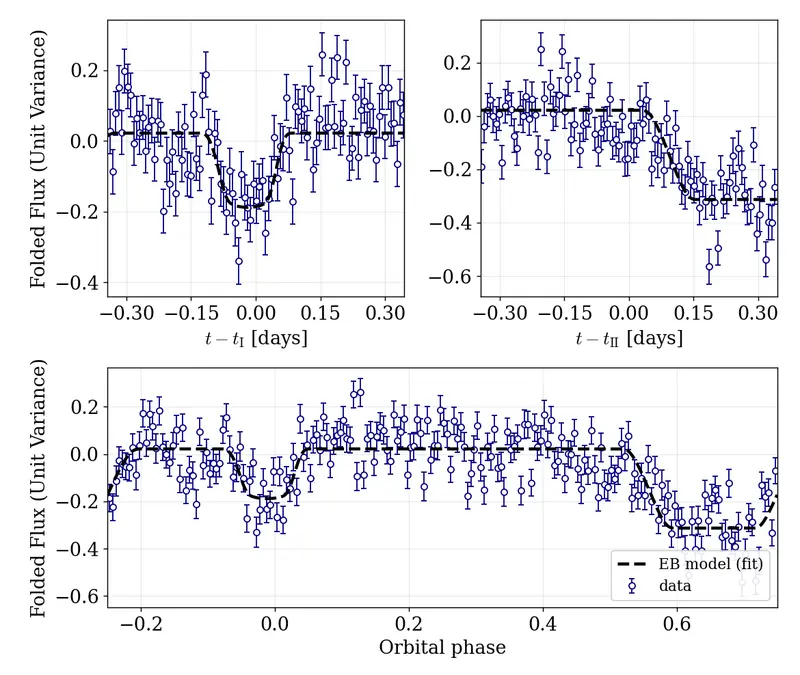 Folded Flux (Unit Variance)
0.2
0.0
−0.2
−0.4
−0.30 −0.15 0.00 0.15 0.30
t − tI [days]
0.2
0.0
−0.2
−0.4
−0.6
−0.30 −0.15 0.00 0.15 0.30
t − tII [days]
Folded Flux (Unit Variance)
0.2
0.0
−0.2
−0.4
−0.6
EB model (fit)
data
−0.2 0.0 0.2 0.4 0.6
Orbital phase